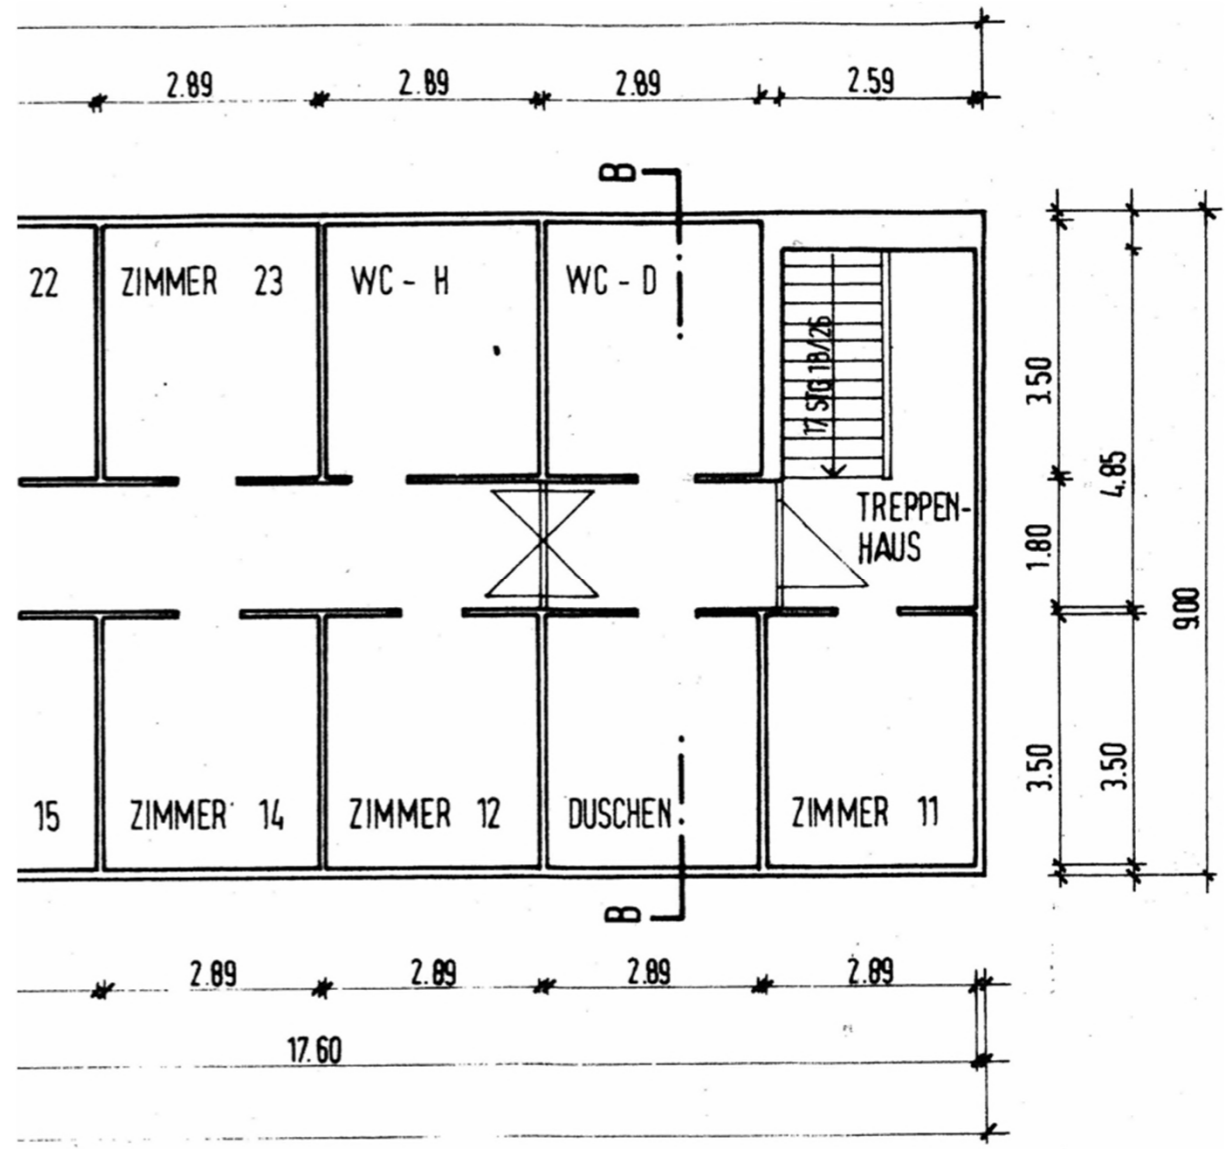 2.89 2.89 2.89 2.59
B
22 ZIMMER 23 WC - H WC - D
17 STG 18/26
TREPPEN-
HAUS
3.50
1.80
3.50
4.85
3.50
9.00
15 ZIMMER 14 ZIMMER 12 DUSCHEN ZIMMER 11
B
2.89 2.89 2.89 2.89
17.60